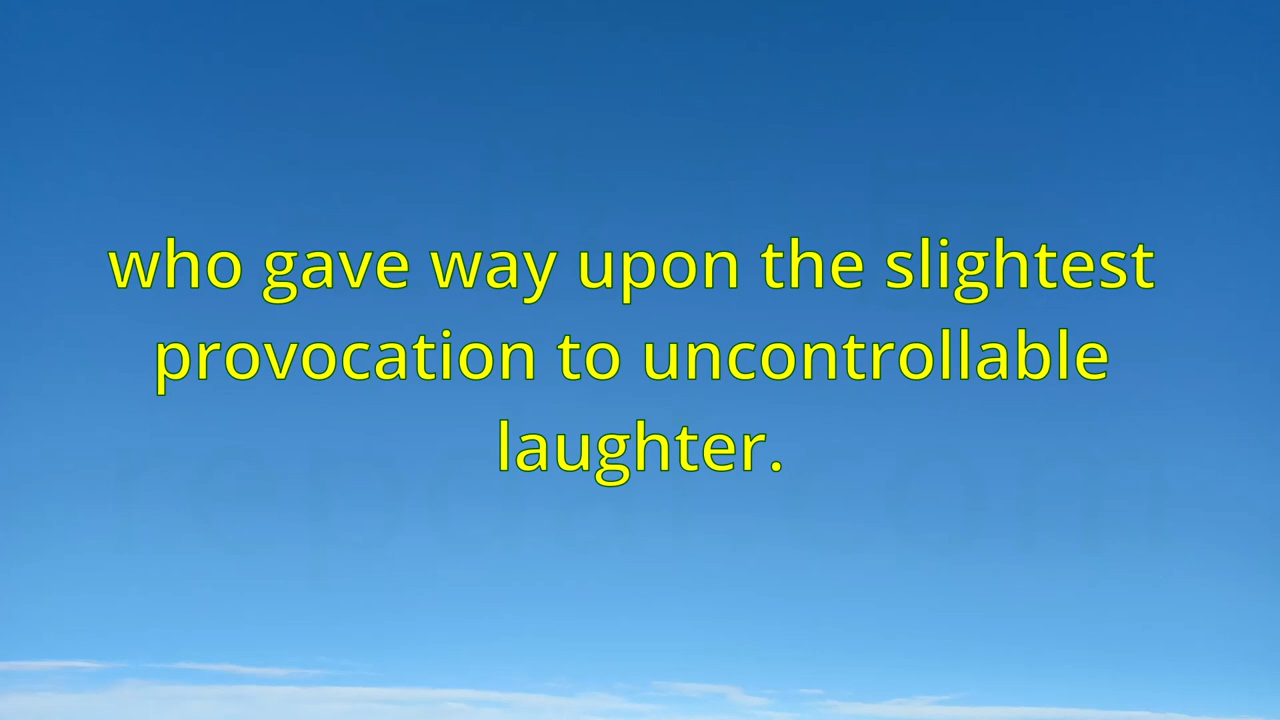 who gave way upon the slightest
provocation to uncontrollable
laughter.